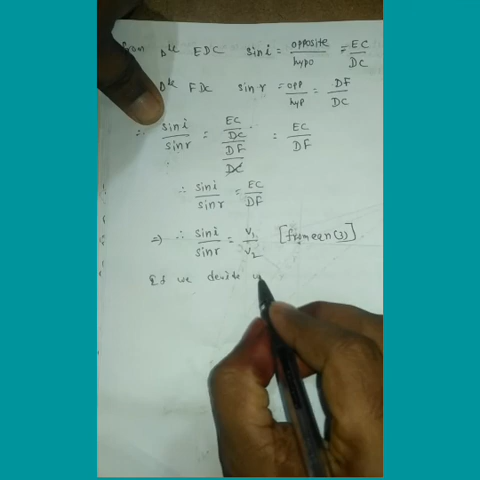 from Δle EDC sin i = opposite/hypo = EC/DC
Δle FDC sin r = opp/hyp = DF/DC
∴ sin i/sin r = EC/DC/DF/DC = EC/DF
∴ sin i/sin r = EC/DF
⇒ ∴ sin i/sin r = V₁/V₂ [from eqn (3)]
If we devide